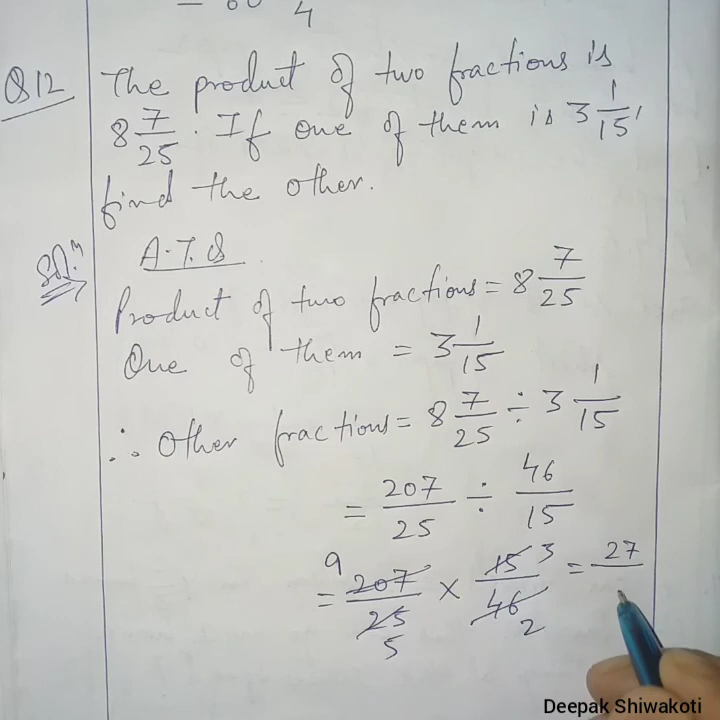 = 60 4
Q12 The product of two fractions is
8 7/25. If one of them is 3 1/15,
find the other.
Sol.ⁿ A.T.Q
Product of two fractions = 8 7/25
One of them = 3 1/15
∴ Other fractions = 8 7/25 ÷ 3 1/15
= 207/25 ÷ 46/15
= 9 207/25 5 × 15 3/46 2 = 27
Deepak Shiwakoti